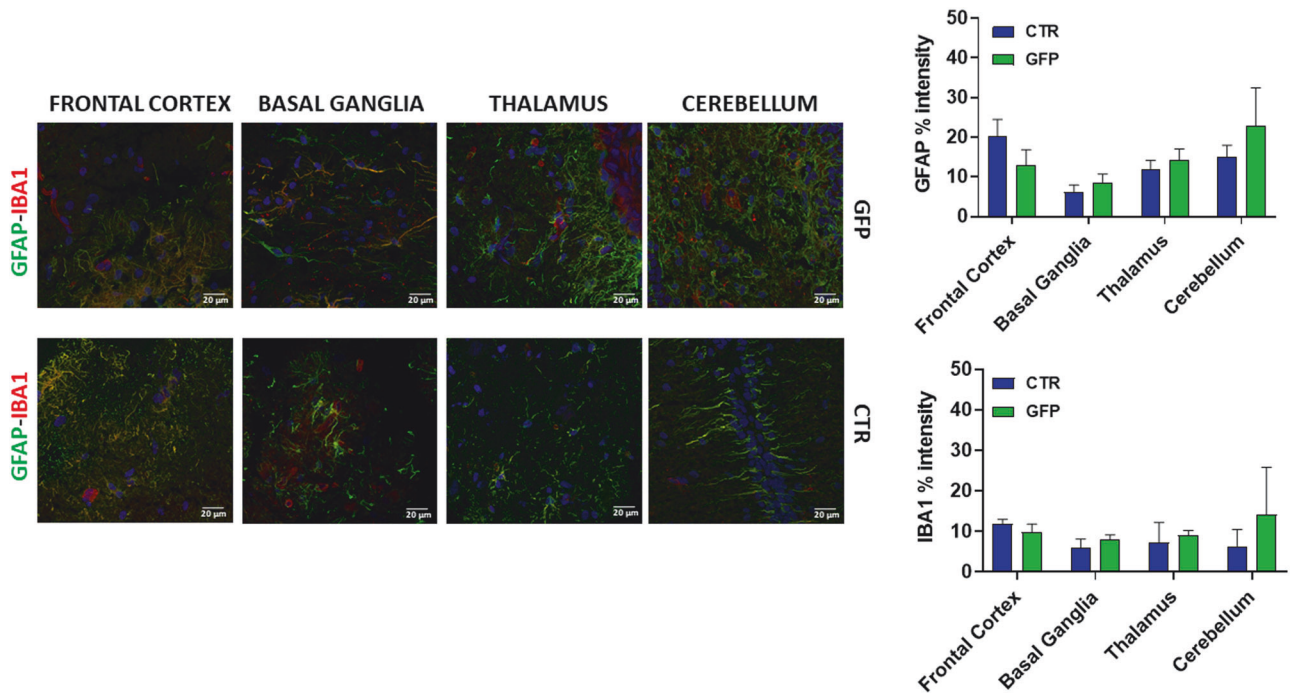 FRONTAL CORTEX BASAL GANGLIA THALAMUS CEREBELLUM
GFAP-IBA1
20 µm 20 µm 20 µm 20 µm
GFP
GFAP-IBA1
20 µm 20 µm 20 µm 20 µm
CTR
GFAP % intensity
50
40
30
20
10
0
CTR
GFP
Frontal Cortex
Basal Ganglia
Thalamus
Cerebellum
IBA1 % intensity
50
40
30
20
10
0
CTR
GFP
Frontal Cortex
Basal Ganglia
Thalamus
Cerebellum